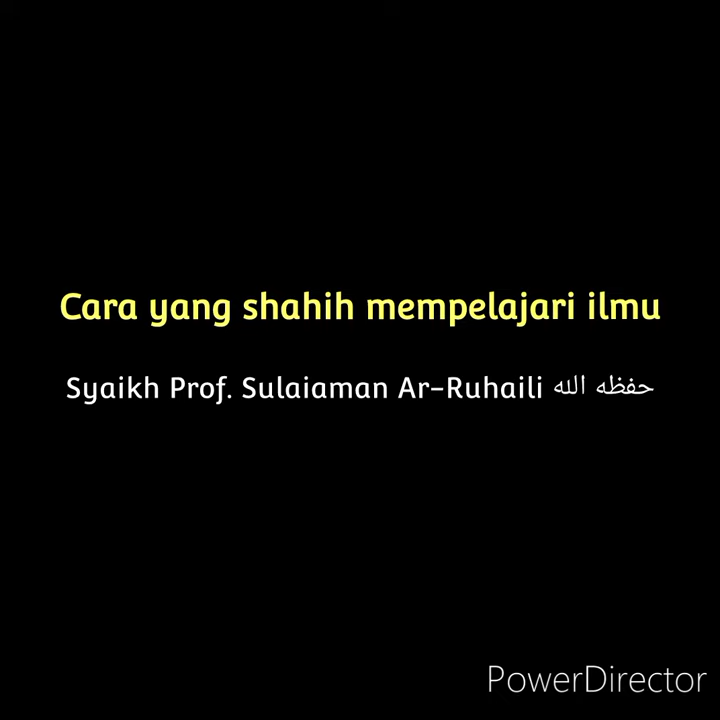 Cara yang shahih mempelajari ilmu
Syaikh Prof. Sulaiaman Ar-Ruhaili حفظه الله
PowerDirector